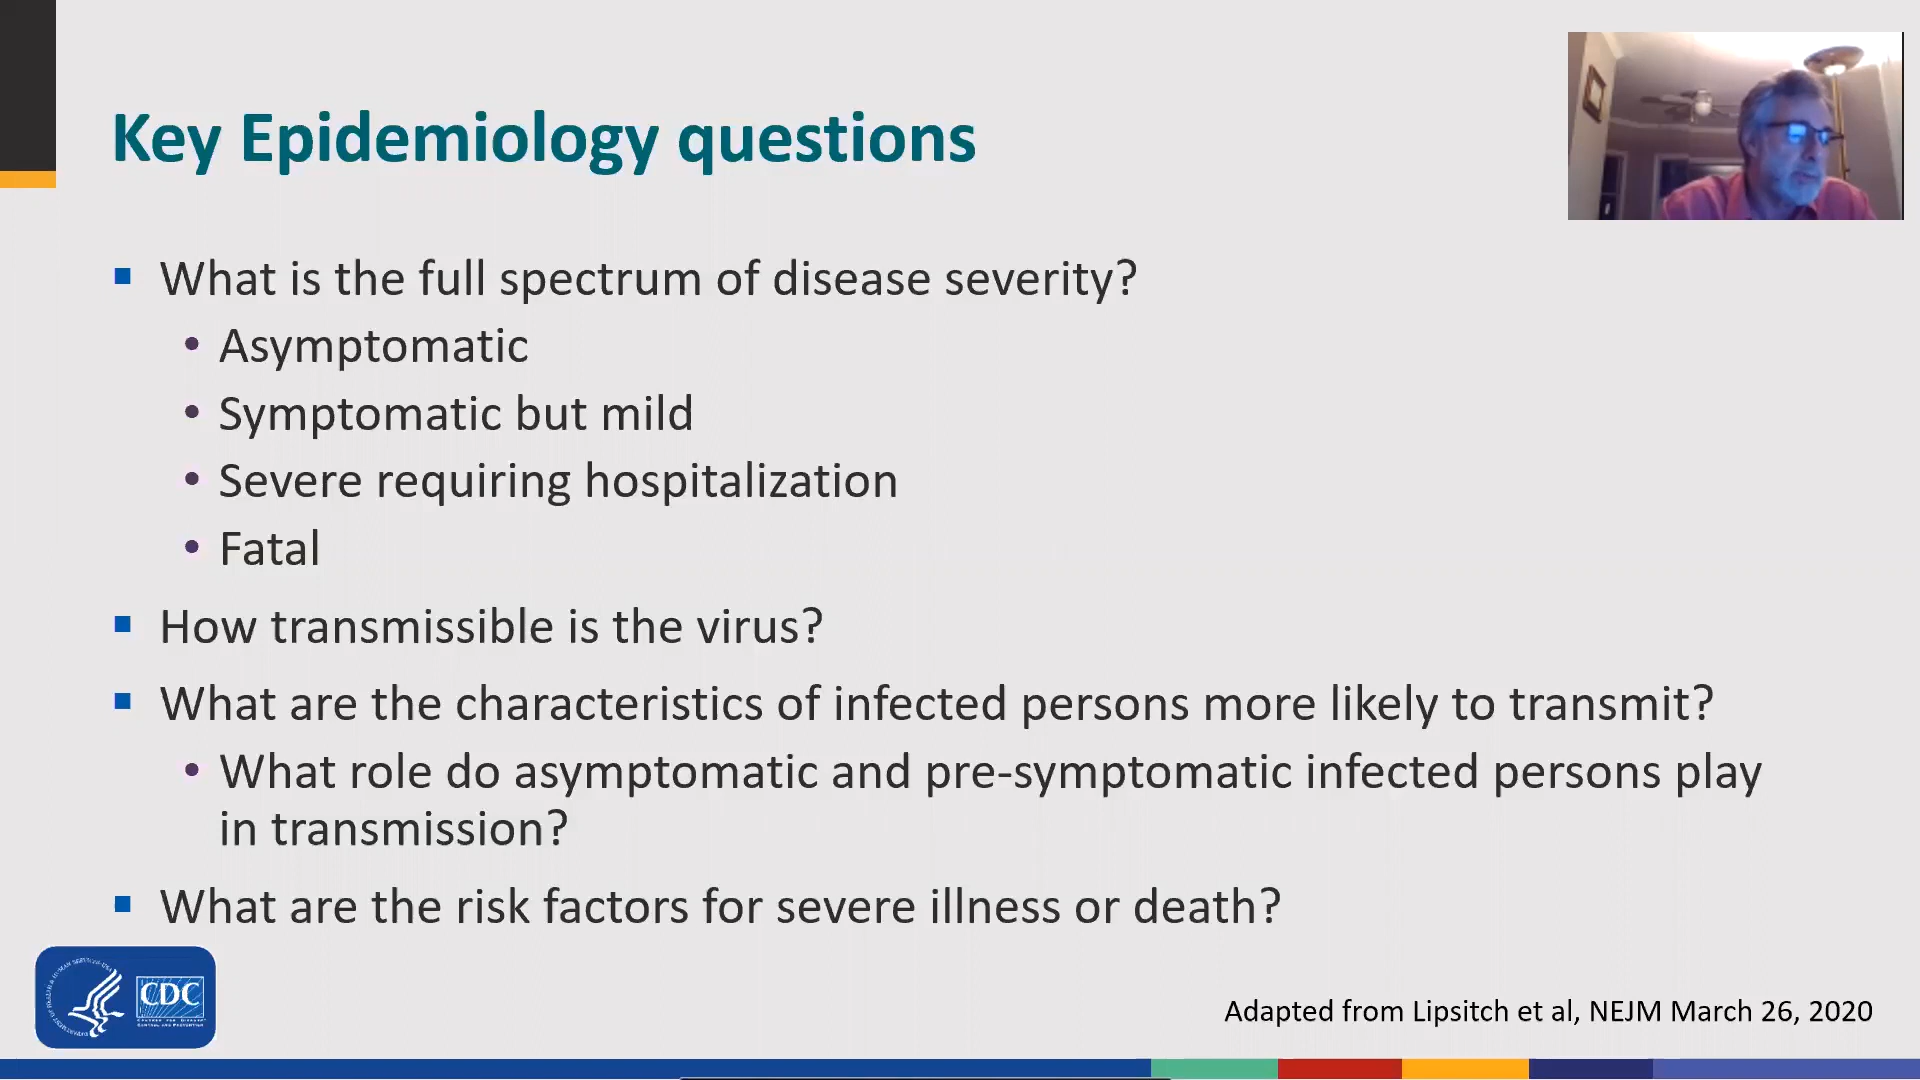 Key Epidemiology questions
What is the full spectrum of disease severity?
Asymptomatic
Symptomatic but mild
Severe requiring hospitalization
Fatal
How transmissible is the virus?
What are the characteristics of infected persons more likely to transmit?
What role do asymptomatic and pre-symptomatic infected persons play
in transmission?
What are the risk factors for severe illness or death?
CDC
Adapted from Lipsitch et al, NEJM March 26, 2020